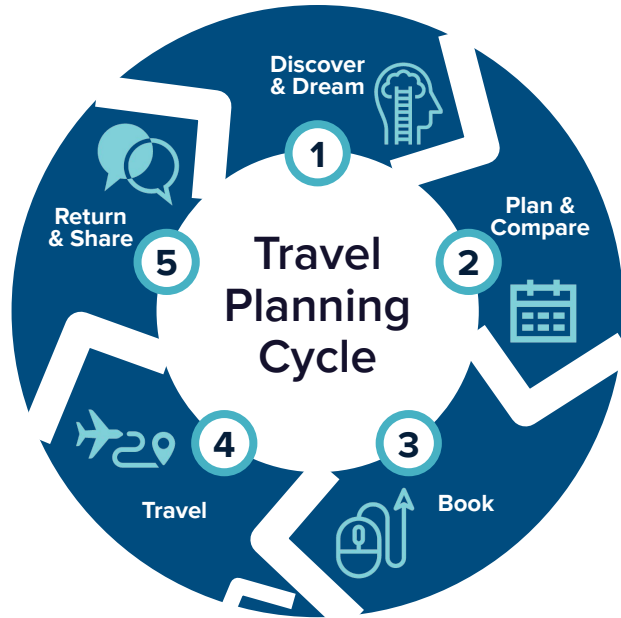 Discover
& Dream
1
Plan &
Compare
2
Book
3
Travel
4
Return
& Share
5
Travel
Planning
Cycle